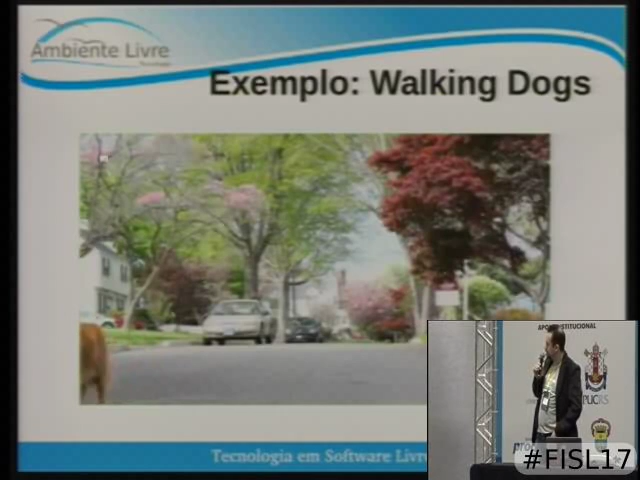 Ambiente Livre
Exemplo: Walking Dogs
Tecnologia em Software Livre
APOIO INSTITUCIONAL
PUCRS
#FISL17